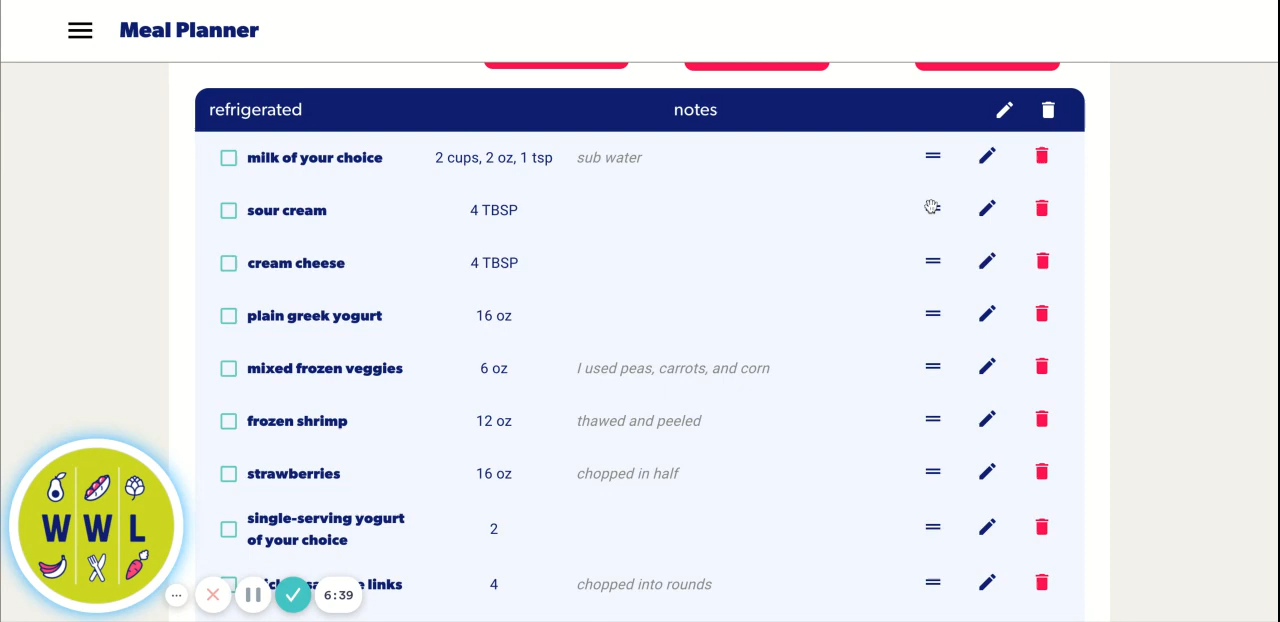 Meal Planner
refrigerated notes
milk of your choice 2 cups, 2 oz, 1 tsp sub water
sour cream 4 TBSP
cream cheese 4 TBSP
plain greek yogurt 16 oz
mixed frozen veggies 6 oz I used peas, carrots, and corn
frozen shrimp 12 oz thawed and peeled
strawberries 16 oz chopped in half
single-serving yogurt
of your choice 2
links 4 chopped into rounds
WWL
6:39